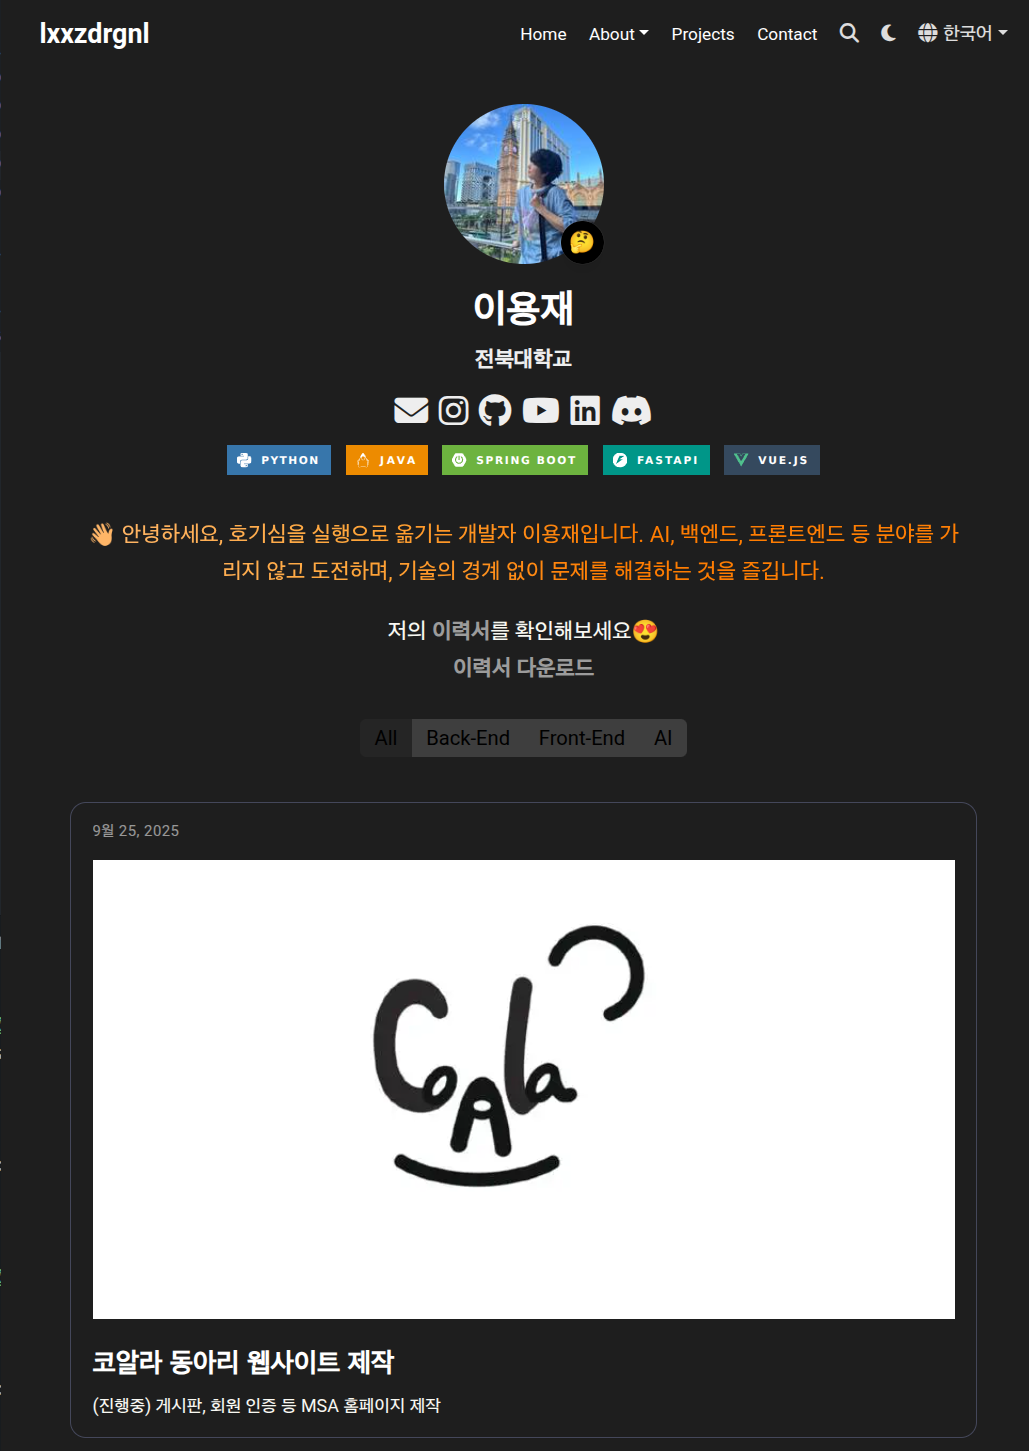 lxxzdrgnl
Home About Projects Contact 한국어
이용재
전북대학교
PYTHON JAVA SPRING BOOT FASTAPI VUE.JS
👋 안녕하세요, 호기심을 실행으로 옮기는 개발자 이용재입니다. AI, 백엔드, 프론트엔드 등 분야를 가
리지 않고 도전하며, 기술의 경계 없이 문제를 해결하는 것을 즐깁니다.
저의 이력서를 확인해보세요😍
이력서 다운로드
All Back-End Front-End AI
9월 25, 2025
CoAla
코알라 동아리 웹사이트 제작
(진행중) 게시판, 회원 인증 등 MSA 홈페이지 제작